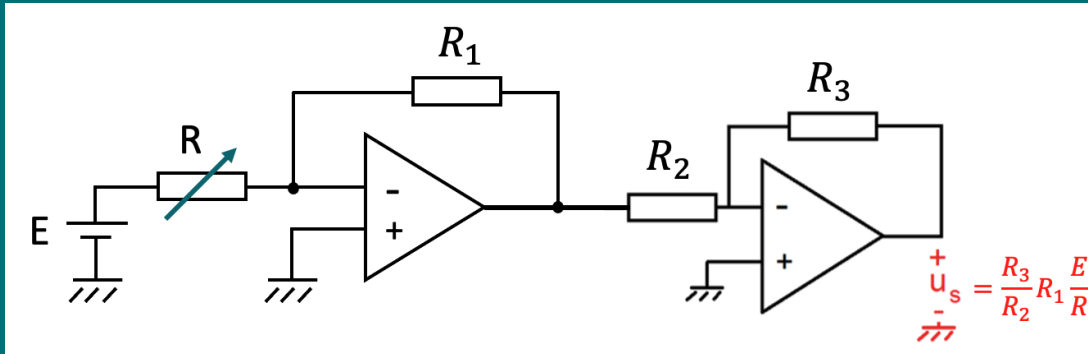 R₁
R₃
R
R₂
E
-
+
-
+
+
uₛ = R₃/R₂ R₁ E/R
-